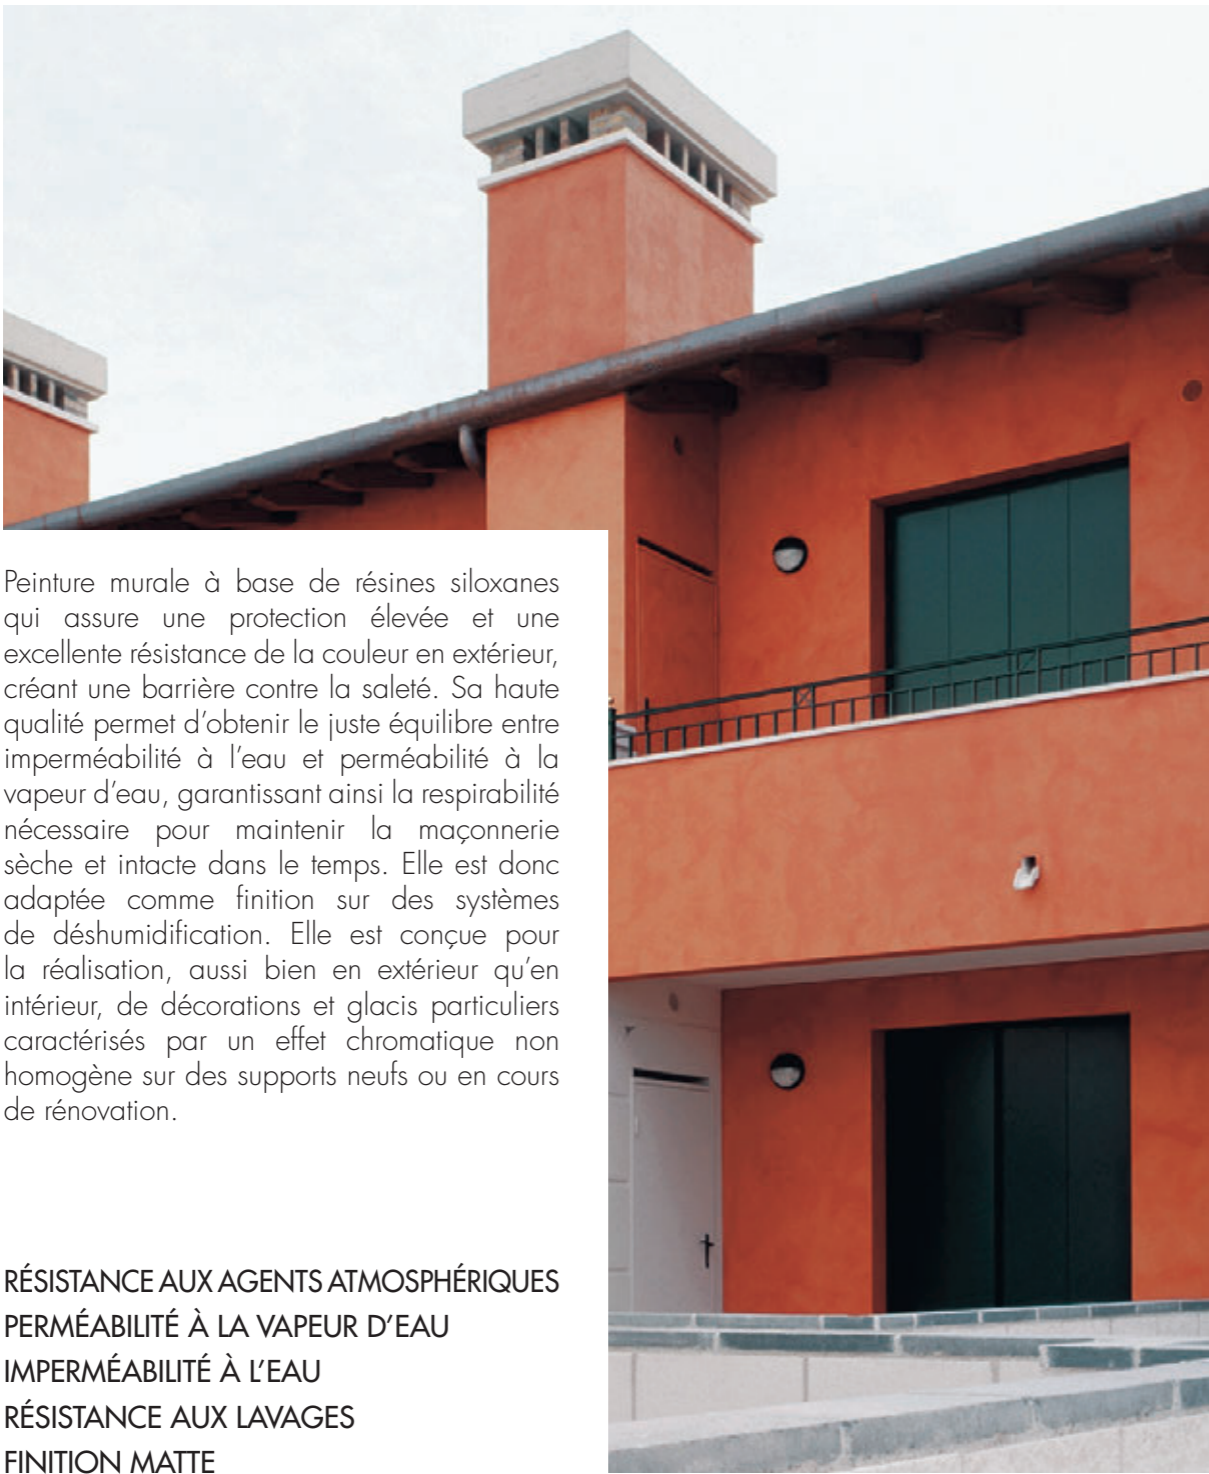 Peinture murale à base de résines siloxanes
qui assure une protection élevée et une
excellente résistance de la couleur en extérieur,
créant une barrière contre la saleté. Sa haute
qualité permet d’obtenir le juste équilibre entre
imperméabilité à l’eau et perméabilité à la
vapeur d’eau, garantissant ainsi la respirabilité
nécessaire pour maintenir la maçonnerie
sèche et intacte dans le temps. Elle est donc
adaptée comme finition sur des systèmes
de déshumidification. Elle est conçue pour
la réalisation, aussi bien en extérieur qu’en
intérieur, de décorations et glacis particuliers
caractérisés par un effet chromatique non
homogène sur des supports neufs ou en cours
de rénovation.
RÉSISTANCE AUX AGENTS ATMOSPHÉRIQUES
PERMÉABILITÉ À LA VAPEUR D’EAU
IMPERMÉABILITÉ À L’EAU
RÉSISTANCE AUX LAVAGES
FINITION MATTE